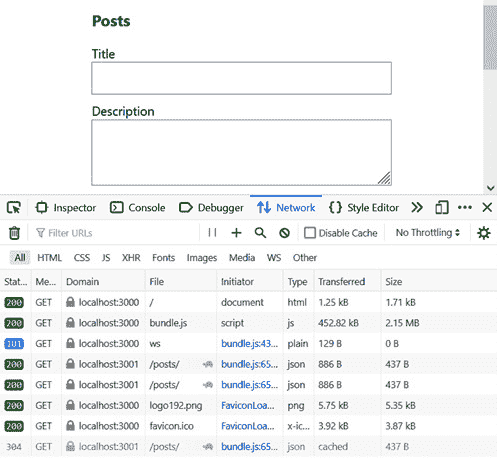 Posts
Title
Description
Inspector Console Debugger Network Style Editor
Filter URLs Disable Cache No Throttling
All HTML CSS JS XHR Fonts Images Media WS Other
Stat... Me... Domain File Initiator Type Transferred Size
200 GET localhost:3000 / document html 1.25 kB 1.71 kB
200 GET localhost:3000 bundle.js script js 452.82 kB 2.15 MB
101 GET localhost:3000 ws bundle.js:43... plain 129 B 0 B
200 GET localhost:3001 /posts/ bundle.js:65... json 886 B 437 B
200 GET localhost:3001 /posts/ bundle.js:65... json 886 B 437 B
200 GET localhost:3000 logo192.png FaviconLoa... png 5.75 kB 5.35 kB
200 GET localhost:3000 favicon.ico FaviconLoa... x-ic... 3.92 kB 3.87 kB
304 GET localhost:3001 /posts/ bundle.js:65... json cached 437 B